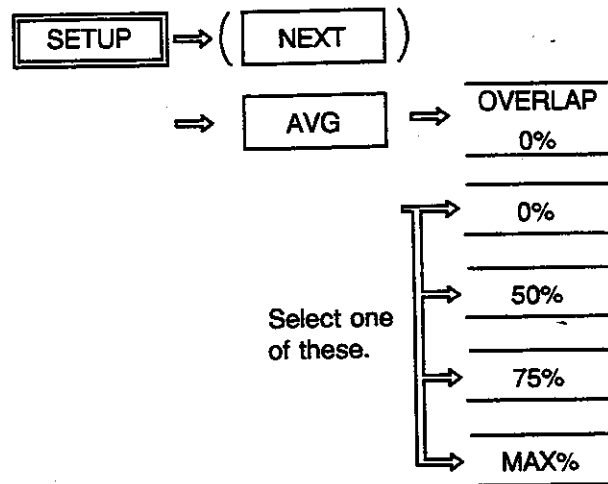 SETUP ( NEXT )
AVG OVERLAP
0%
0%
50%
Select one
of these.
75%
MAX%